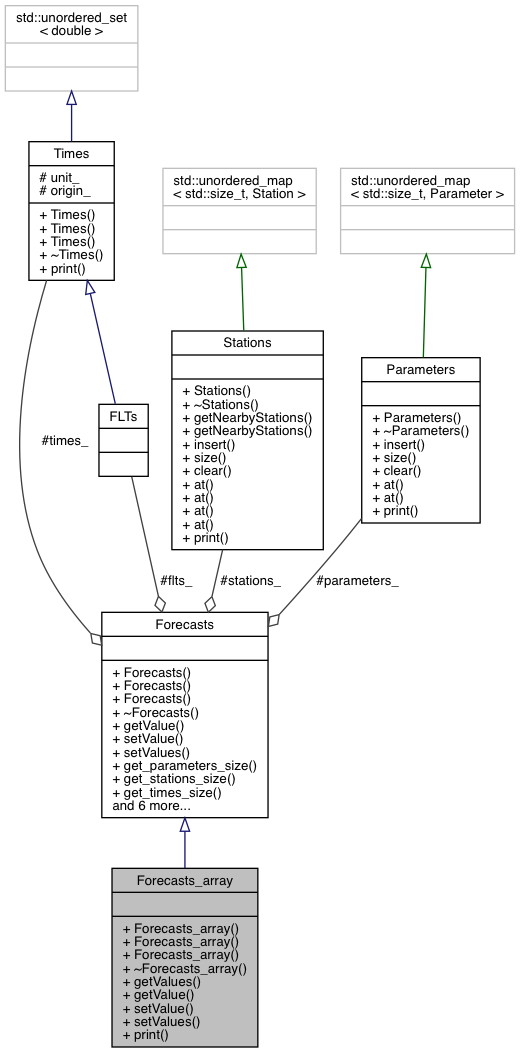 std::unordered_set
< double >
Times
# unit_
# origin_
+ Times()
+ Times()
+ Times()
+ ~Times()
+ print()
std::unordered_map
< std::size_t, Station >
std::unordered_map
< std::size_t, Parameter >
Stations
+ Stations()
+ ~Stations()
+ getNearbyStations()
+ getNearbyStations()
+ insert()
+ size()
+ clear()
+ at()
+ at()
+ at()
+ at()
+ print()
Parameters
+ Parameters()
+ ~Parameters()
+ insert()
+ size()
+ clear()
+ at()
+ at()
+ print()
FLTs
#times_
#flts_
#stations_
#parameters_
Forecasts
+ Forecasts()
+ Forecasts()
+ Forecasts()
+ ~Forecasts()
+ getValue()
+ setValue()
+ setValues()
+ get_parameters_size()
+ get_stations_size()
+ get_times_size()
and 6 more...
Forecasts_array
+ Forecasts_array()
+ Forecasts_array()
+ Forecasts_array()
+ ~Forecasts_array()
+ getValues()
+ getValue()
+ setValue()
+ setValues()
+ print()